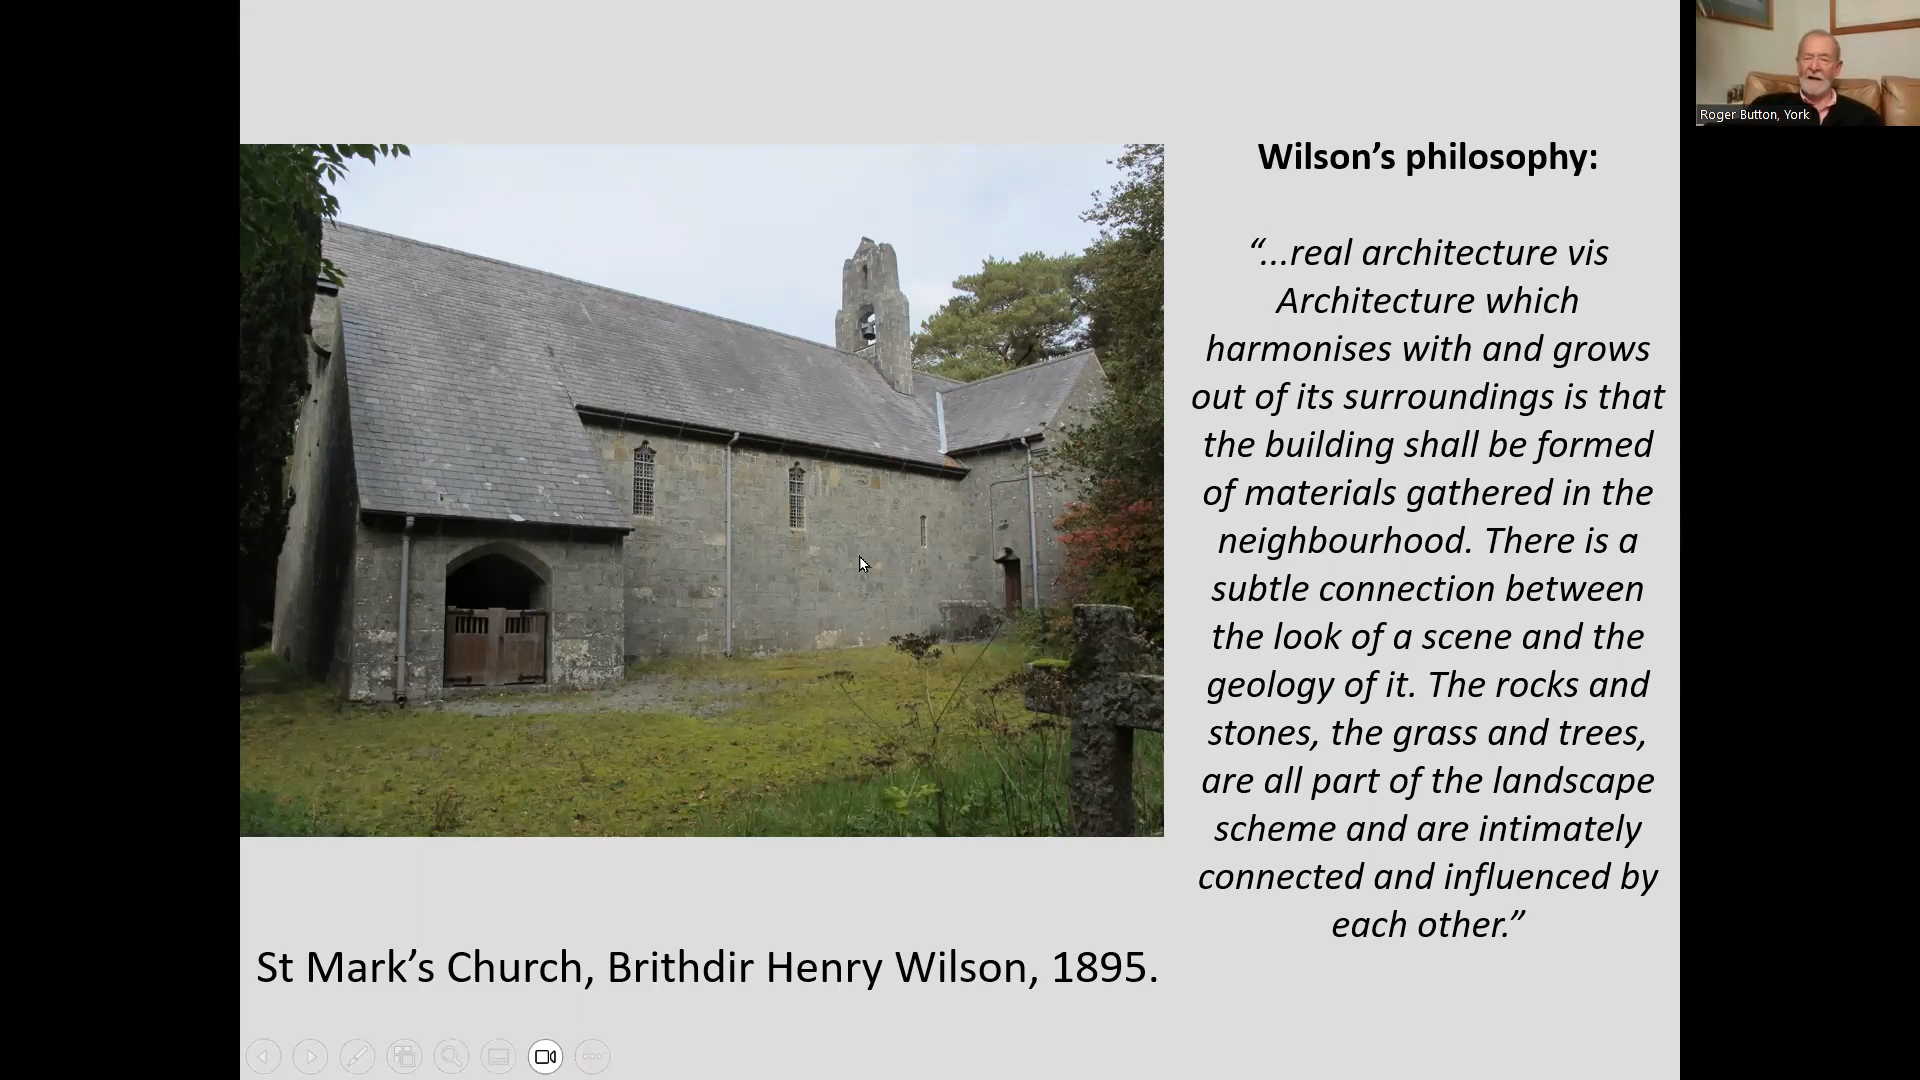 Roger Button, York
Wilson’s philosophy:
“...real architecture vis
Architecture which
harmonises with and grows
out of its surroundings is that
the building shall be formed
of materials gathered in the
neighbourhood. There is a
subtle connection between
the look of a scene and the
geology of it. The rocks and
stones, the grass and trees,
are all part of the landscape
scheme and are intimately
connected and influenced by
each other.”
St Mark’s Church, Brithdir Henry Wilson, 1895.